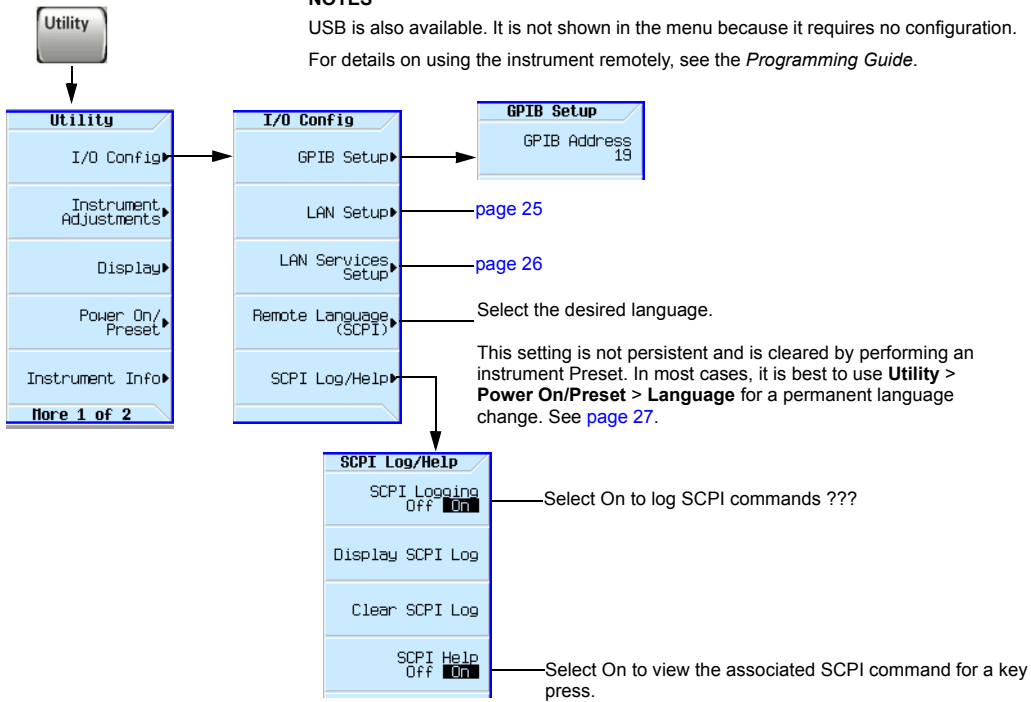 NOTES
USB is also available. It is not shown in the menu because it requires no configuration.
For details on using the instrument remotely, see the Programming Guide.
Utility
Utility
I/O Config
Instrument
Adjustments
Display
Power On/
Preset
Instrument Info
More 1 of 2
I/O Config
GPIB Setup
LAN Setup
LAN Services
Setup
Remote Language
(SCPI)
SCPI Log/Help
GPIB Setup
GPIB Address
19
page 25
page 26
Select the desired language.
This setting is not persistent and is cleared by performing an
instrument Preset. In most cases, it is best to use Utility >
Power On/Preset > Language for a permanent language
change. See page 27.
SCPI Log/Help
SCPI Logging
Off On
Display SCPI Log
Clear SCPI Log
SCPI Help
Off On
Select On to log SCPI commands ???
Select On to view the associated SCPI command for a key
press.